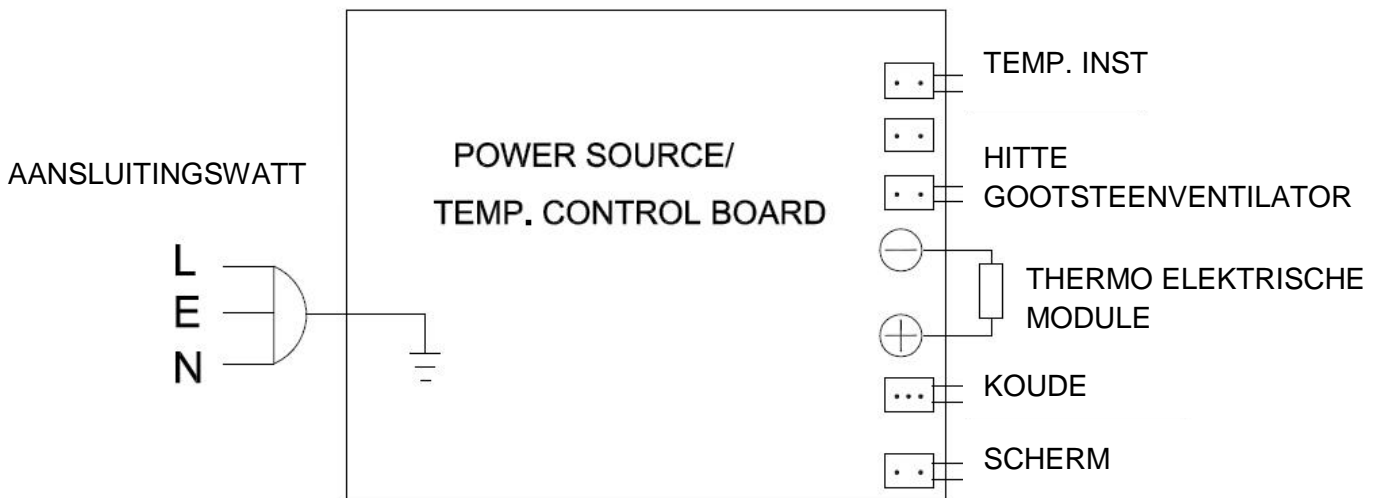 AANSLUITINGSWATT
L
E
N
POWER SOURCE/
TEMP. CONTROL BOARD
TEMP. INST
HITTE
GOOTSTEENVENTILATOR
THERMO ELEKTRISCHE
MODULE
KOUDE
SCHERM